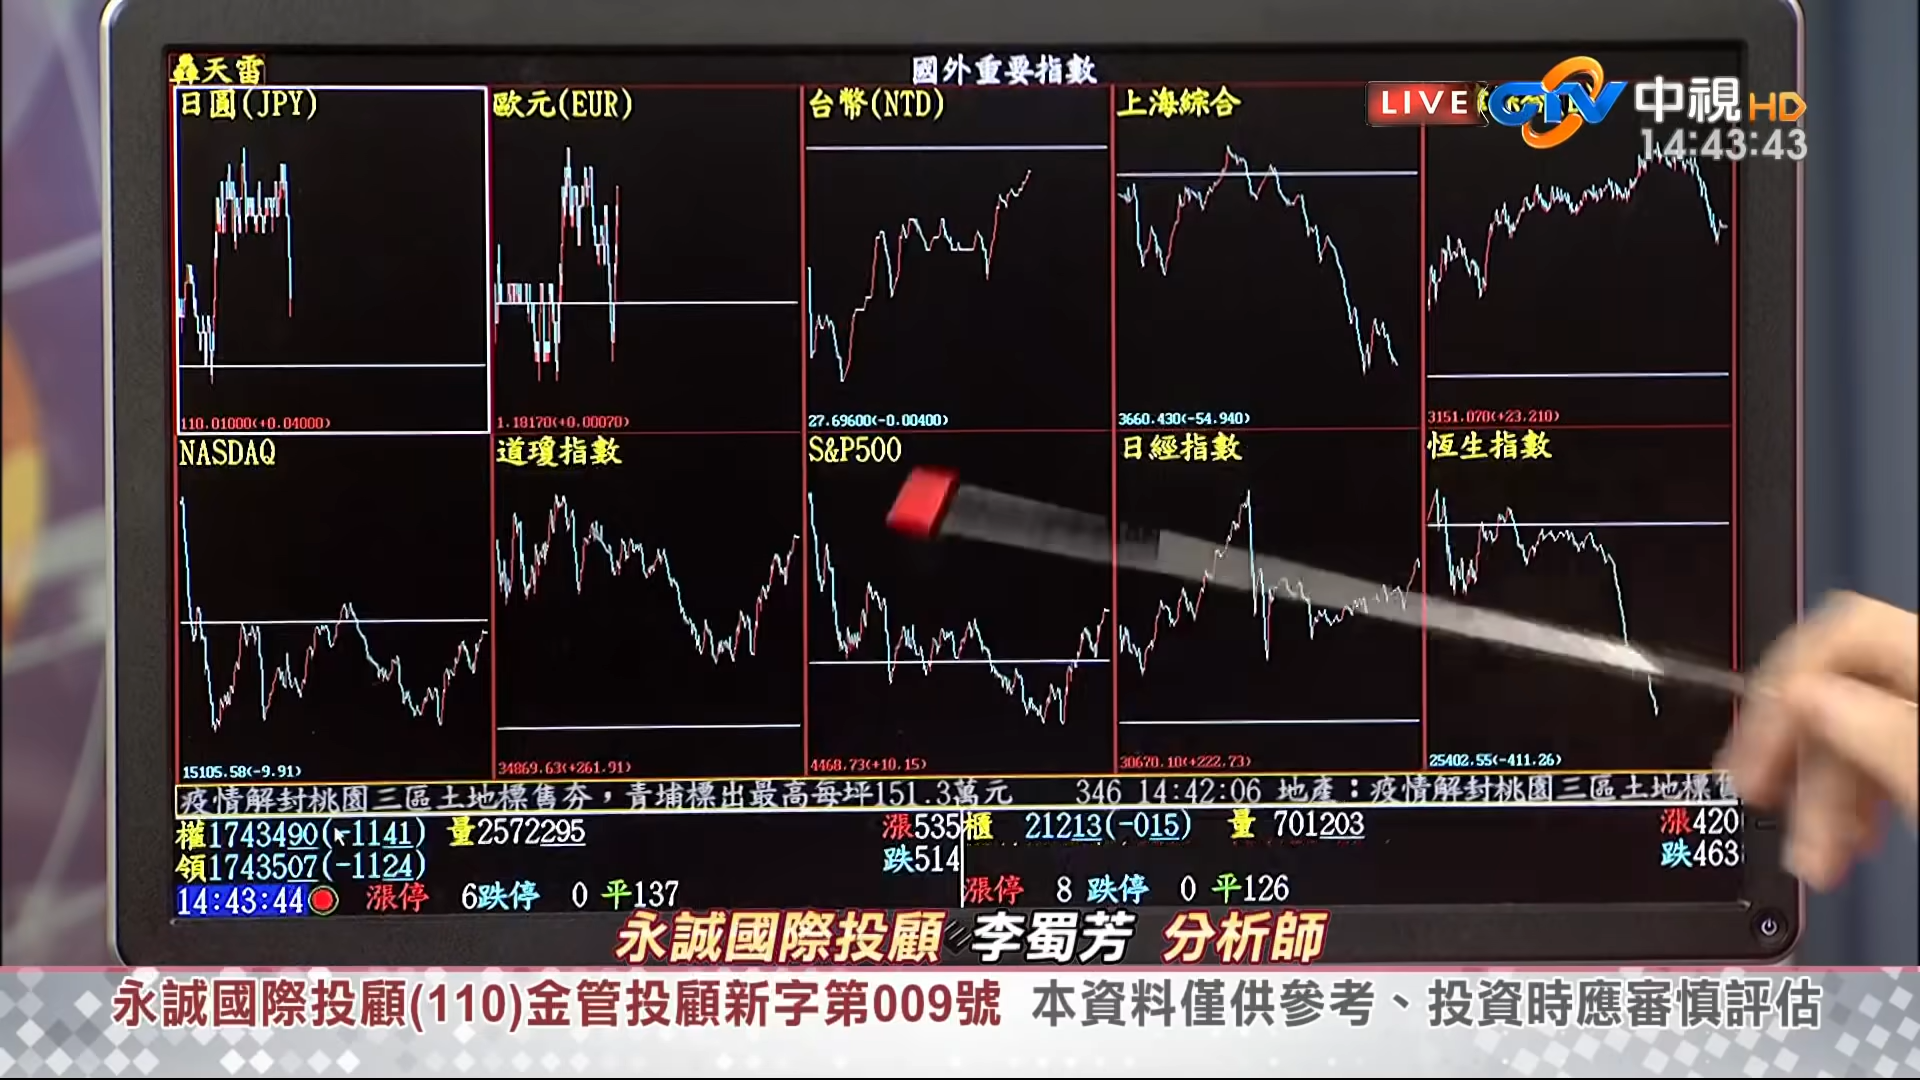 轟天雷
國外重要指數
日圓(JPY)
歐元(EUR)
台幣(NTD)
上海綜合
LIVE CTV 中視HD
14:43:43
110.01000(+0.04000)
1.18170(+0.00070)
27.69600(-0.00400)
3660.430(-54.940)
3151.070(+23.210)
NASDAQ
道瓊指數
S&P500
日經指數
恆生指數
15105.58(-9.91)
34869.63(+261.91)
4468.73(+10.15)
30670.10(+222.73)
25402.55(-411.26)
疫情解封桃園三區土地標售夯，青埔標出最高每坪151.3萬元 346 14:42:06 地產：疫情解封桃園三區土地標售
權1743490(-1141) 量2572295 漲535 櫃 21213(-015) 量 701203 漲420
領1743507(-1124) 跌514 跌463
14:43:44 漲停 6跌停 0 平137 漲停 8 跌停 0 平126
永誠國際投顧 李蜀芳 分析師
永誠國際投顧(110)金管投顧新字第009號 本資料僅供參考、投資時應審慎評估